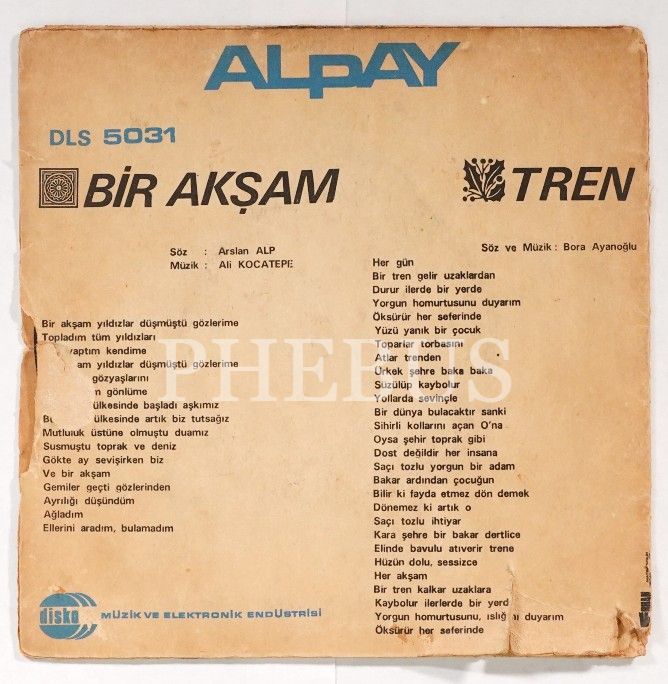 ALPAY
DLS 5031
BİR AKŞAM
Söz : Arslan ALP
Müzik : Ali KOCATEPE
Bir akşam yıldızlar düşmüştü gözlerime
Topladım tüm yıldızları
yaptım kendime
am yıldızlar düşmüştü gözlerime
gözyaşlarını
m gönlüme
ülkesinde başladı aşkımız
B ülkesinde artık biz tutsağız
Mutluluk üstüne olmuştu duamız
Susmuştu toprak ve deniz
Gökte ay sevişirken biz
Ve bir akşam
Gemiler geçti gözlerinden
Ayrılığı düşündüm
Ağladım
Ellerini aradım, bulamadım
TREN
Söz ve Müzik : Bora Ayanoğlu
Her gün
Bir tren gelir uzaklardan
Durur ilerde bir yerde
Yorgun homurtusunu duyarım
Öksürür her seferinde
Yüzü yanık bir çocuk
Toparlar torbasını
Atlar trenden
Ürkek şehre baka baka
Süzülüp kaybolur
Yollarda sevinçle
Bir dünya bulacaktır sanki
Sihirli kollarını açan O'na
Oysa şehir toprak gibi
Dost değildir her insana
Saçı tozlu yorgun bir adam
Bakar ardından çocuğun
Bilir ki fayda etmez dön demek
Dönemez ki artık o
Saçı tozlu ihtiyar
Kara şehre bir bakar dertlice
Elinde bavulu atıverir trene
Hüzün dolu, sessizce
Her akşam
Bir tren kalkar uzaklara
Kaybolur ilerlerde bir yerd
Yorgun homurtusunu, ıslığını duyarım
Öksürür her seferinde
disko MÜZİK VE ELEKTRONİK ENDÜSTRİSİ
PHEBUS